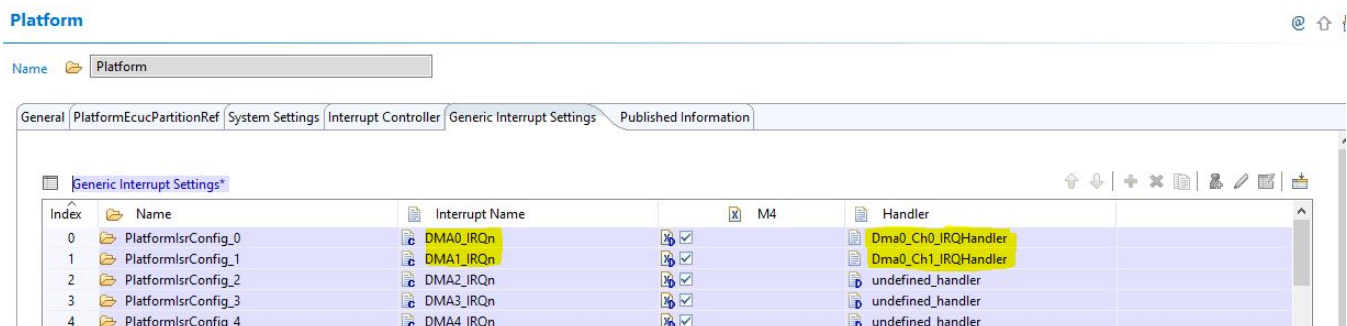 Platform
Name Platform
General PlatformEcucPartitionRef System Settings Interrupt Controller Generic Interrupt Settings Published Information
Generic Interrupt Settings*
Index Name Interrupt Name M4 Handler
0 PlatformIsrConfig_0 DMA0_IRQn Dma0_Ch0_IRQHandler
1 PlatformIsrConfig_1 DMA1_IRQn Dma0_Ch1_IRQHandler
2 PlatformIsrConfig_2 DMA2_IRQn undefined_handler
3 PlatformIsrConfig_3 DMA3_IRQn undefined_handler
4 PlatformIsrConfig_4 DMA4_IRQn undefined_handler